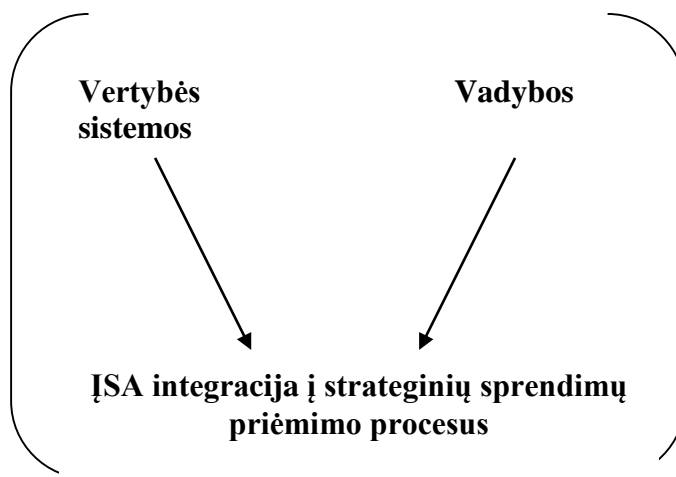 Vertybės Vadybos
sistemos
ĮSA integracija į strateginių sprendimų
priėmimo procesus